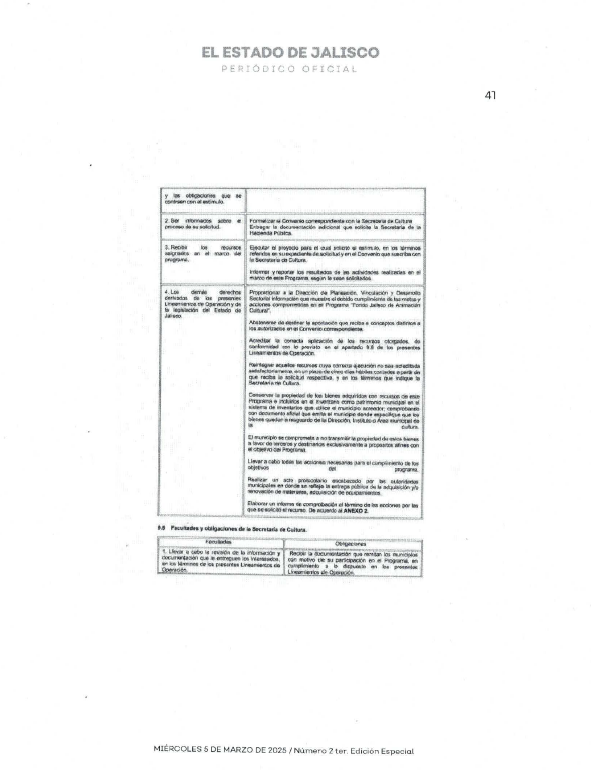 EL ESTADO DE JALISCO
PERIÓDICO OFICIAL
41
y las obligaciones que se
contraen con el estímulo.
2. Ser informados sobre el
proceso de su solicitud.
Formalizar el Convenio correspondiente con la Secretaría de Cultura
Entregar la documentación adicional que solicite la Secretaría de la
Hacienda Pública.
3. Recibir los recursos
asignados en el marco del
programa.
Ejecutar el proyecto para el cual solicitó el estímulo, en los términos
referidos en su expediente de solicitud y en el Convenio que suscriba con
la Secretaría de Cultura.
Informar y reportar los resultados de las actividades realizadas en el
marco de este Programa, según le sean solicitados.
4. Los demás derechos
derivados de los presentes
Lineamientos de Operación y de
la legislación del Estado de
Jalisco.
Proporcionar a la Dirección de Planeación, Vinculación y Desarrollo
Sectorial información que muestre el debido cumplimiento de las metas y
acciones comprometidas en el Programa "Fondo Jalisco de Animación
Cultural".
Abstenerse de destinar la aportación que reciba a conceptos distintos a
los autorizados en el Convenio correspondiente.
Acreditar la correcta aplicación de los recursos otorgados, de
conformidad con lo previsto en el apartado 9.8 de los presentes
Lineamientos de Operación.
Reintegrar aquellos recursos cuya correcta ejecución no sea acreditada
satisfactoriamente, en un plazo de cinco días hábiles contados a partir de
que reciba la solicitud respectiva, y en los términos que indique la
Secretaría de Cultura.
Conservar la propiedad de los bienes adquiridos con recursos de este
Programa e incluirlos en el inventario como patrimonio municipal en el
sistema de inventarios que utilice el municipio acreedor; comprobando
con documento oficial que emita el municipio donde especifique que los
bienes quedan a resguardo de la Dirección, Instituto o Área municipal de
la cultura.
El municipio se compromete a no transmitir la propiedad de estos bienes
a favor de terceros y destinarlos exclusivamente a propósitos afines con
el objetivo del Programa.
Llevar a cabo todas las acciones necesarias para el cumplimiento de los
objetivos del programa.
Realizar un acto protocolario encabezado por las autoridades
municipales en donde se refleje la entrega pública de la adquisición y/o
renovación de materiales, adquisición de equipamientos.
Elaborar un informe de comprobación al término de las acciones por las
que se solicitó el recurso. De acuerdo al ANEXO 2.
Facultades y obligaciones de la Secretaría de Cultura.
Facultades
Obligaciones
1. Llevar a cabo la revisión de la información y
documentación que le entreguen los interesados,
en los términos de los presentes Lineamientos de
Operación.
Recibir la documentación que remitan los municipios
con motivo de su participación en el Programa, en
cumplimiento a lo dispuesto en los presentes
Lineamientos de Operación.
MIÉRCOLES 5 DE MARZO DE 2025 / Número 2 ter. Edición Especial